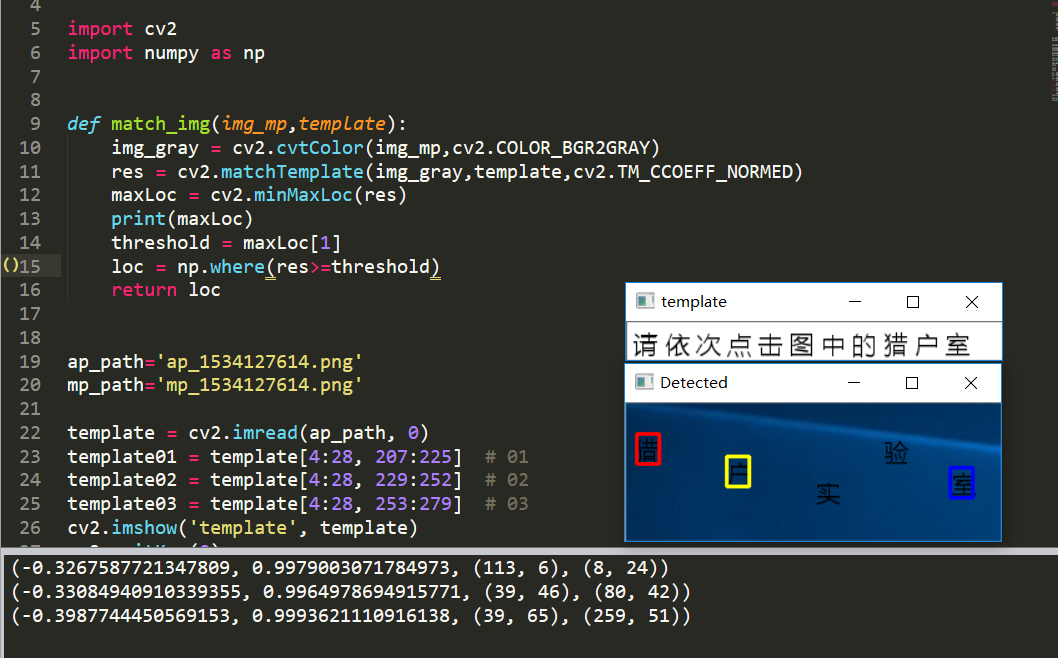 4
5 import cv2
6 import numpy as np
7
8
9 def match_img(img_mp,template):
10 img_gray = cv2.cvtColor(img_mp,cv2.COLOR_BGR2GRAY)
11 res = cv2.matchTemplate(img_gray,template,cv2.TM_CCOEFF_NORMED)
12 maxLoc = cv2.minMaxLoc(res)
13 print(maxLoc)
14 threshold = maxLoc[1]
()15 loc = np.where(res>=threshold)
16 return loc
17
18
19 ap_path='ap_1534127614.png'
20 mp_path='mp_1534127614.png'
21
22 template = cv2.imread(ap_path, 0)
23 template01 = template[4:28, 207:225] # 01
24 template02 = template[4:28, 229:252] # 02
25 template03 = template[4:28, 253:279] # 03
26 cv2.imshow('template', template)
template
请依次点击图中的猎户室
Detected
猎
户
实
验
室
(-0.3267587721347809, 0.9979003071784973, (113, 6), (8, 24))
(-0.33084940910339355, 0.9964978694915771, (39, 46), (80, 42))
(-0.3987744450569153, 0.9993621110916138, (39, 65), (259, 51))